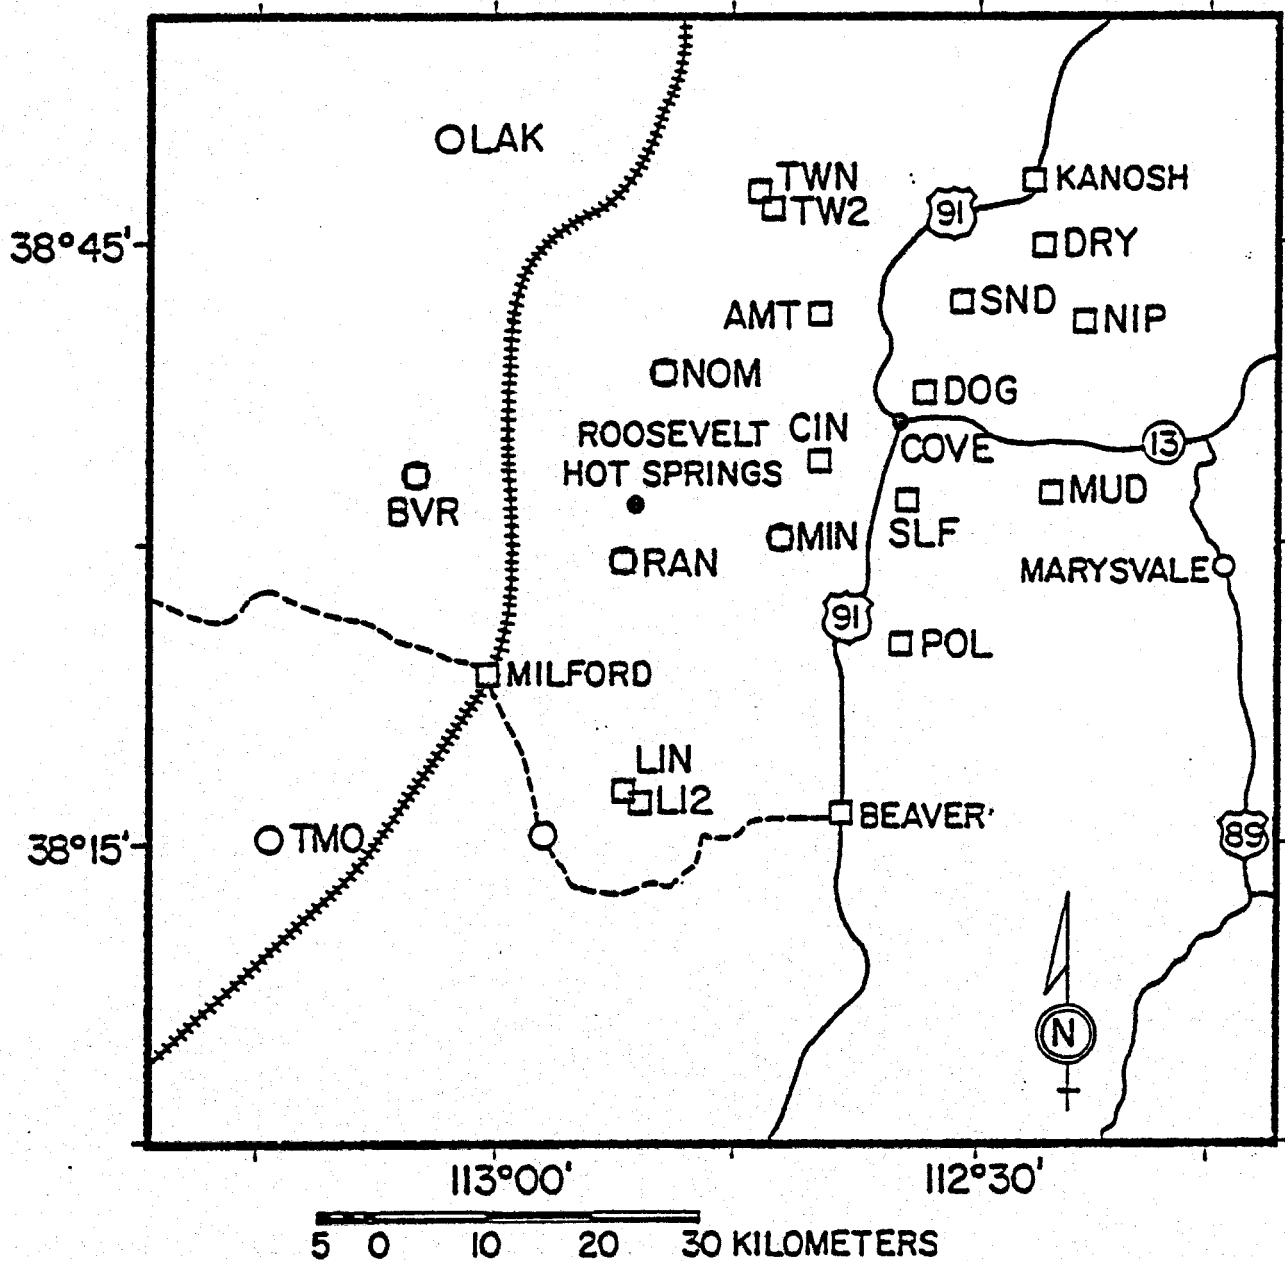 LAK
TWN
TW2
KANOSH
91
38°45'
DRY
SND
NIP
AMT
NOM
DOG
ROOSEVELT
HOT SPRINGS
CIN
COVE
13
BVR
MUD
SLF
MIN
RAN
MARYSVALE
91
POL
MILFORD
LIN
LI2
BEAVER
38°15'
TMO
89
N
113°00'
112°30'
5 0 10 20 30 KILOMETERS